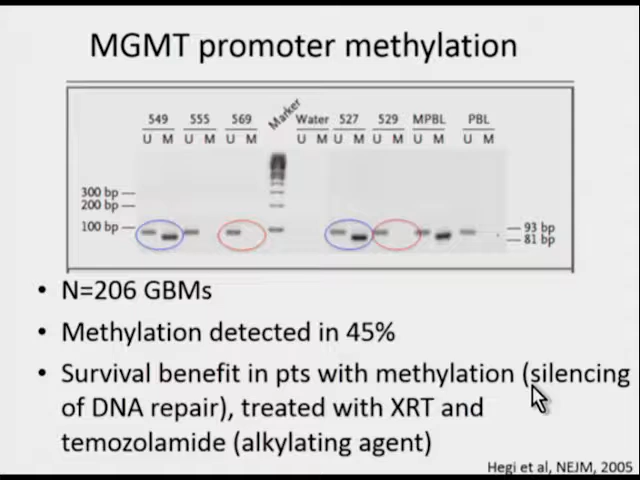 MGMT promoter methylation
549 555 569 Marker Water 527 529 MPBL PBL
U M U M U M U M U M U M U M U M
300 bp
200 bp
100 bp
93 bp
81 bp
• N=206 GBMs
• Methylation detected in 45%
• Survival benefit in pts with methylation (silencing
of DNA repair), treated with XRT and
temozolamide (alkylating agent)
Hegi et al, NEJM, 2005